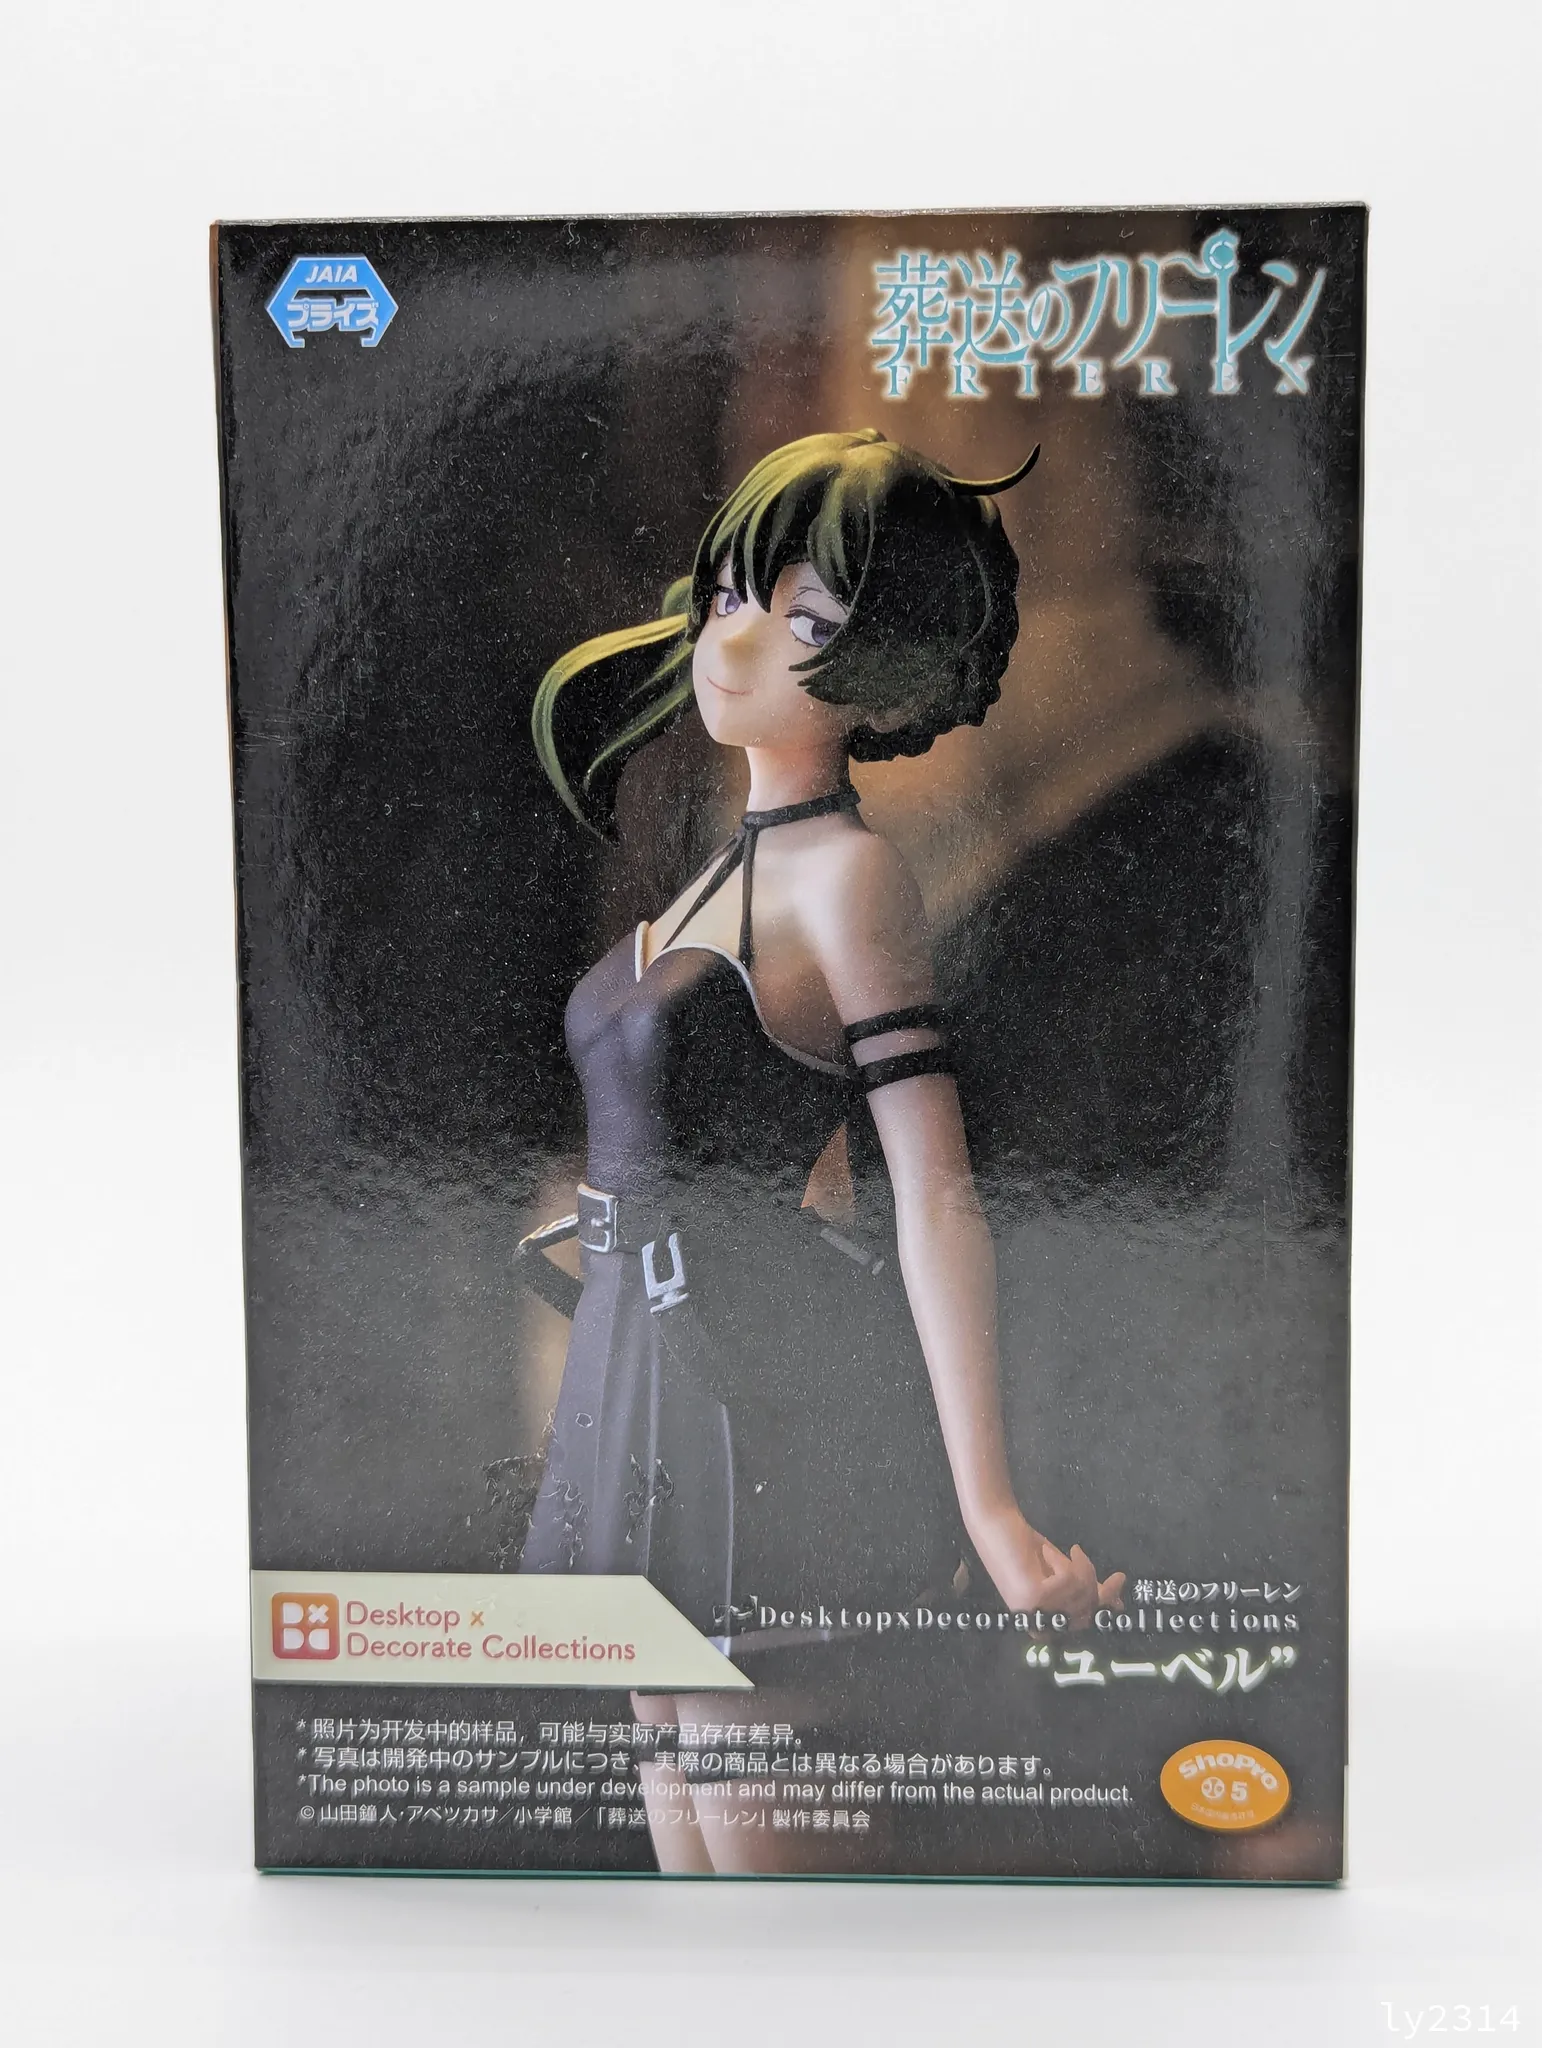 JAIA
プライズ
葬送のフリーレン
FRIEREN
葬送のフリーレン
DesktopxDecorate Collections
“ユーベル”
Desktop x
Decorate Collections
* 照片为开发中的样品，可能与实际产品存在差异。
* 写真は開発中のサンプルにつき、実際の商品とは異なる場合があります。
*The photo is a sample under development and may differ from the actual product.
© 山田鐘人・アベツカサ／小学館／「葬送のフリーレン」製作委員会
ShoPro
5
ly2314